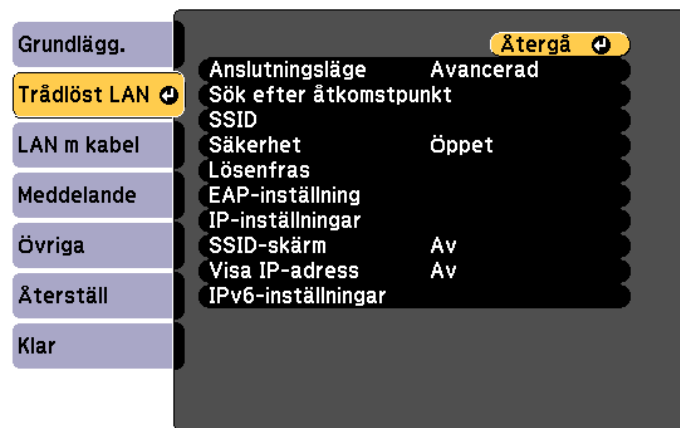 Grundlägg.
Trådlöst LAN
LAN m kabel
Meddelande
Övriga
Återställ
Klar
Återgå
Anslutningsläge Avancerad
Sök efter åtkomstpunkt
SSID
Säkerhet Öppet
Lösenfras
EAP-inställning
IP-inställningar
SSID-skärm Av
Visa IP-adress Av
IPv6-inställningar